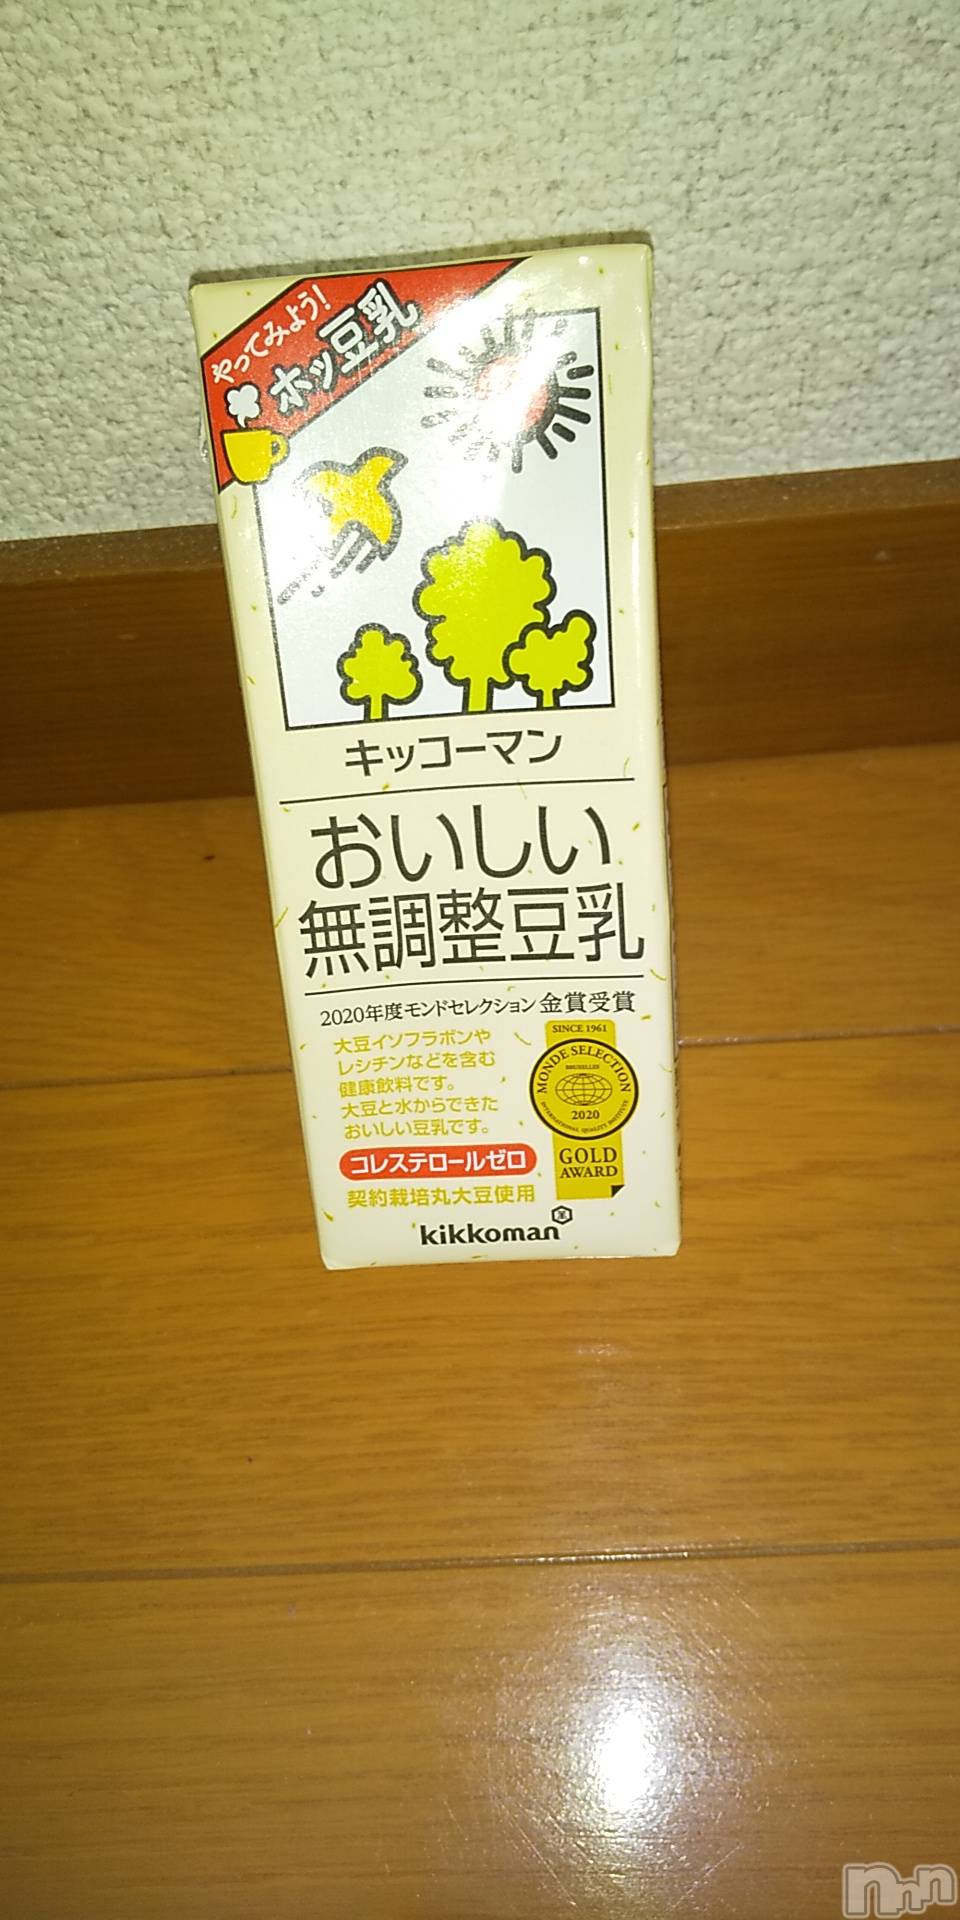 やってみよう!
ホッ豆乳
キッコーマン
おいしい
無調整豆乳
2020年度モンドセレクション 金賞受賞
大豆イソフラボンや
レシチンなどを含む
健康飲料です。
大豆と水からできた
おいしい豆乳です。
コレステロールゼロ
契約栽培丸大豆使用
SINCE 1961
MONDE SELECTION
BRUXELLES
2020
INTERNATIONAL QUALITY INSTITUTE
GOLD
AWARD
kikkoman
nnn